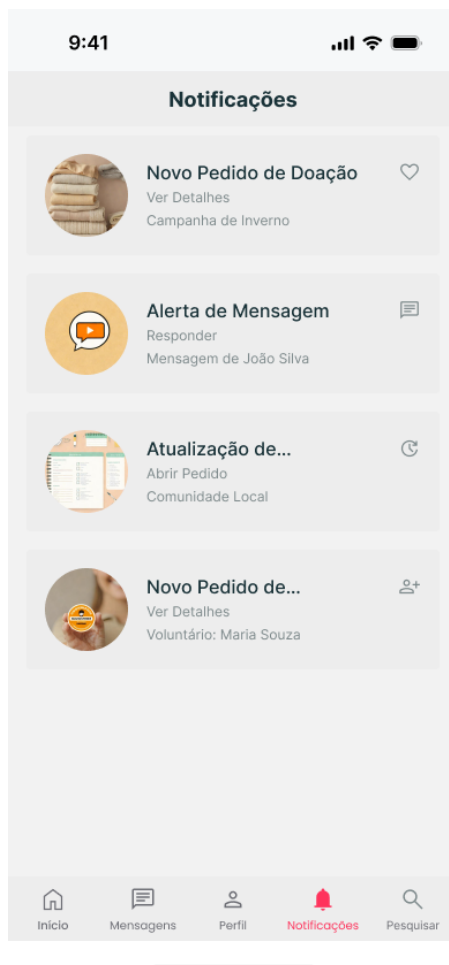 9:41
Notificações
Novo Pedido de Doação
Ver Detalhes
Campanha de Inverno
Alerta de Mensagem
Responder
Mensagem de João Silva
Atualização de...
Abrir Pedido
Comunidade Local
Novo Pedido de...
Ver Detalhes
Voluntário: Maria Souza
Início
Mensagens
Perfil
Notificações
Pesquisar